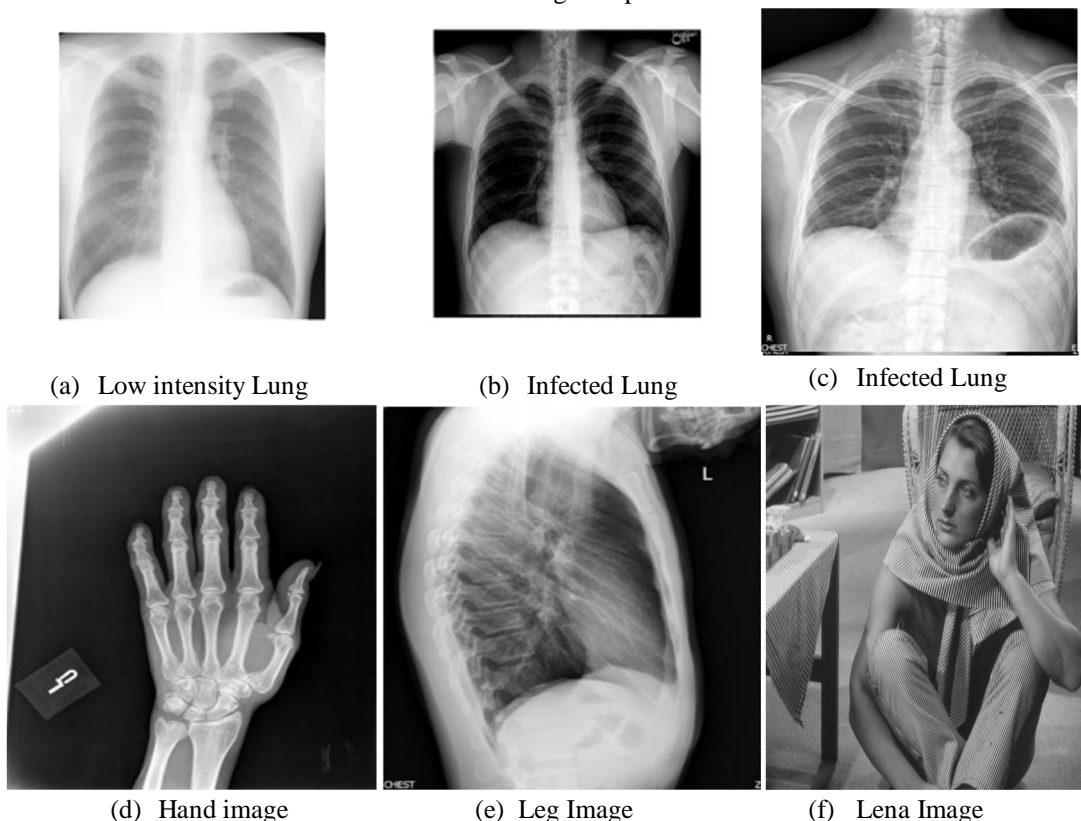 (a) Low intensity Lung
(b) Infected Lung
(c) Infected Lung
R
CHEST
E
L
CHEST
Z
(d) Hand image
(e) Leg Image
(f) Lena Image